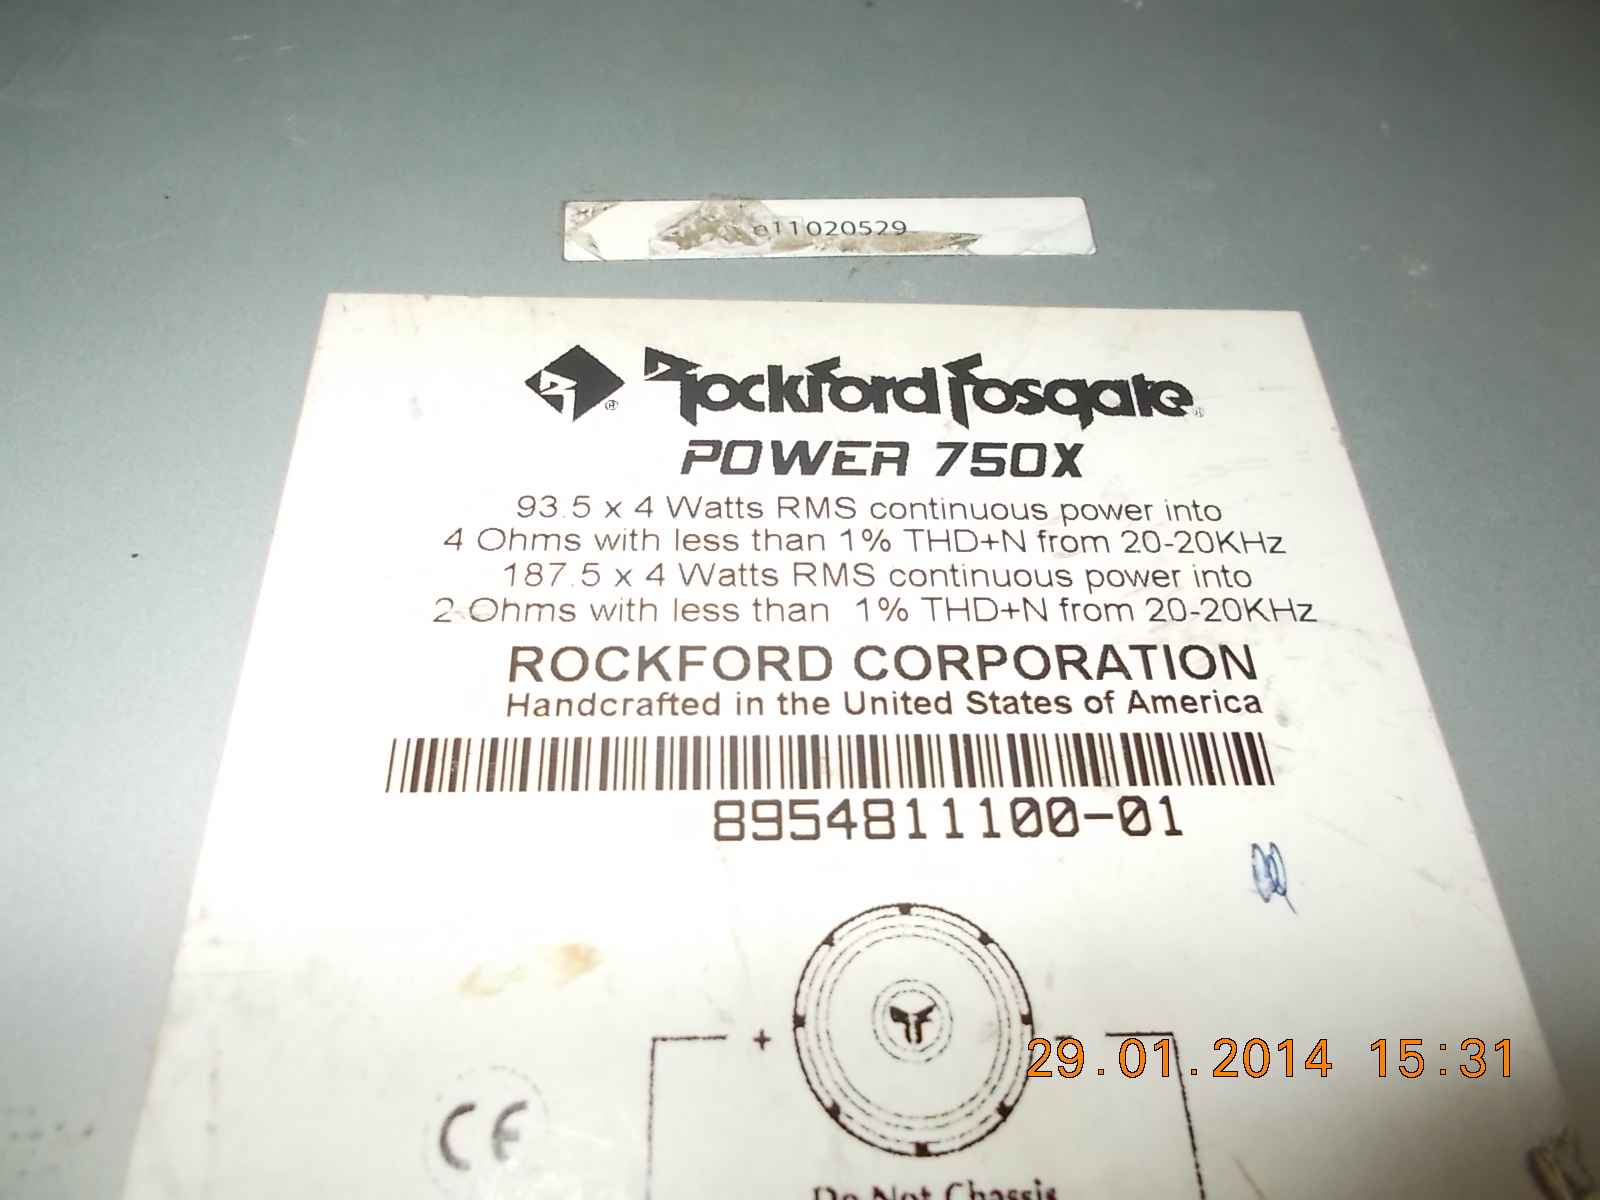 e11020529
Rockford Fosgate
POWER 750X
93.5 x 4 Watts RMS continuous power into
4 Ohms with less than 1% THD+N from 20-20KHz
187.5 x 4 Watts RMS continuous power into
2 Ohms with less than 1% THD+N from 20-20KHz
ROCKFORD CORPORATION
Handcrafted in the United States of America
8954811100-01
+ -
29.01.2014 15:31
CE
Do Not Chassis